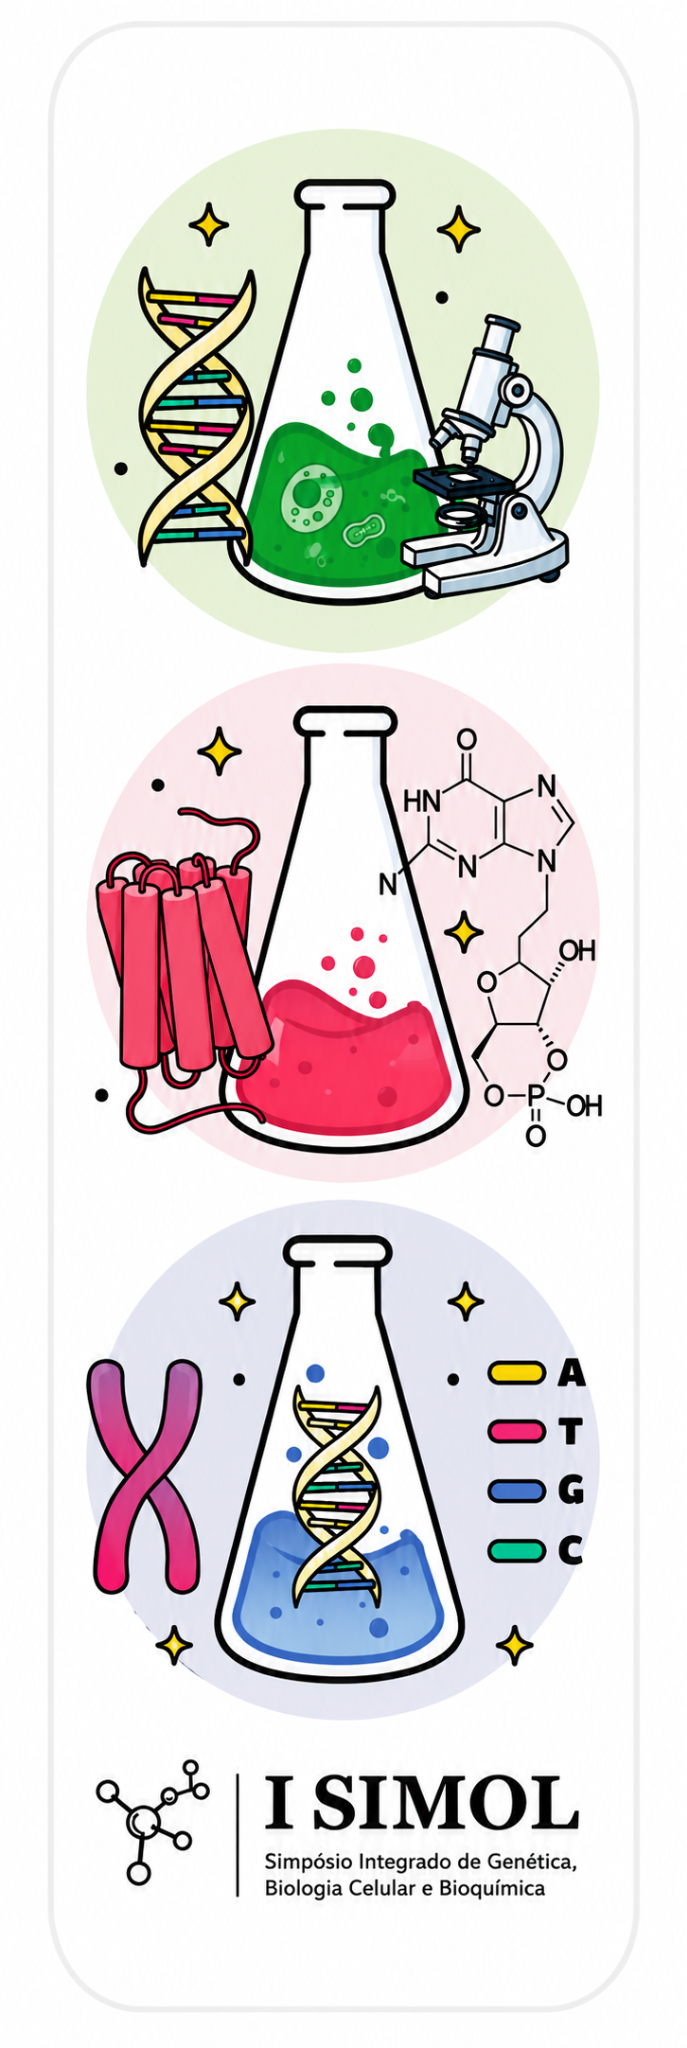 O
HN
N
N
N
N
OH
O
O
O
P
OH
O
A
T
G
C
I SIMOL
Simpósio Integrado de Genética,
Biologia Celular e Bioquímica